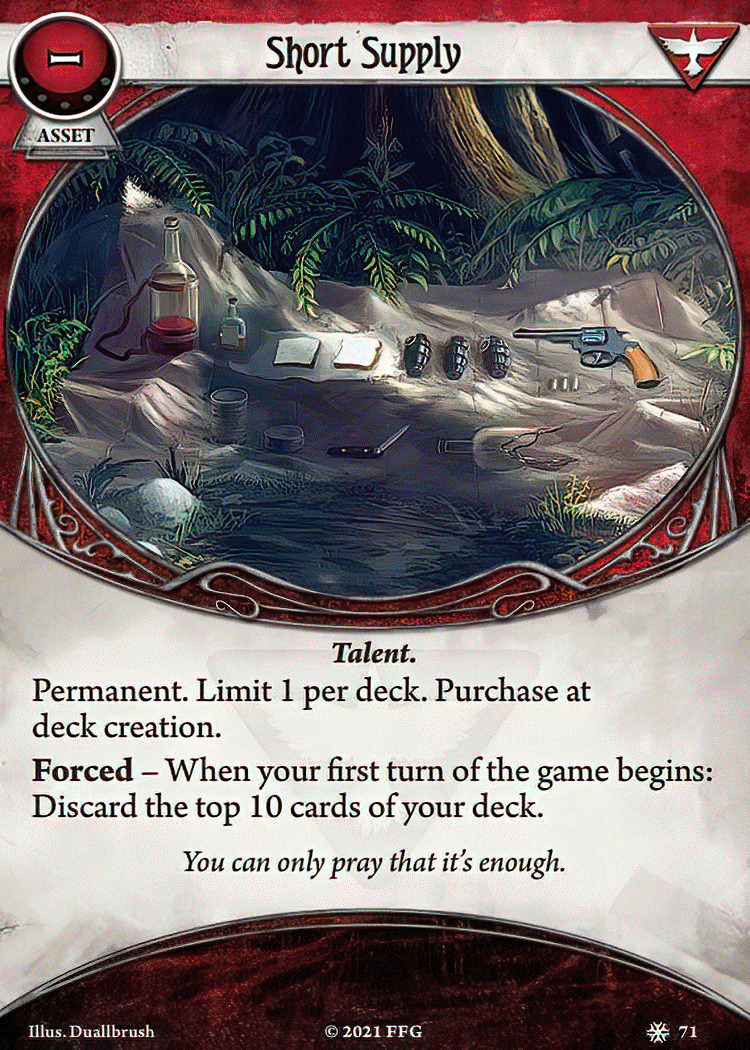 Short Supply
ASSET
Talent.
Permanent. Limit 1 per deck. Purchase at
deck creation.
Forced – When your first turn of the game begins:
Discard the top 10 cards of your deck.
You can only pray that it’s enough.
Illus. Duallbrush
© 2021 FFG
71